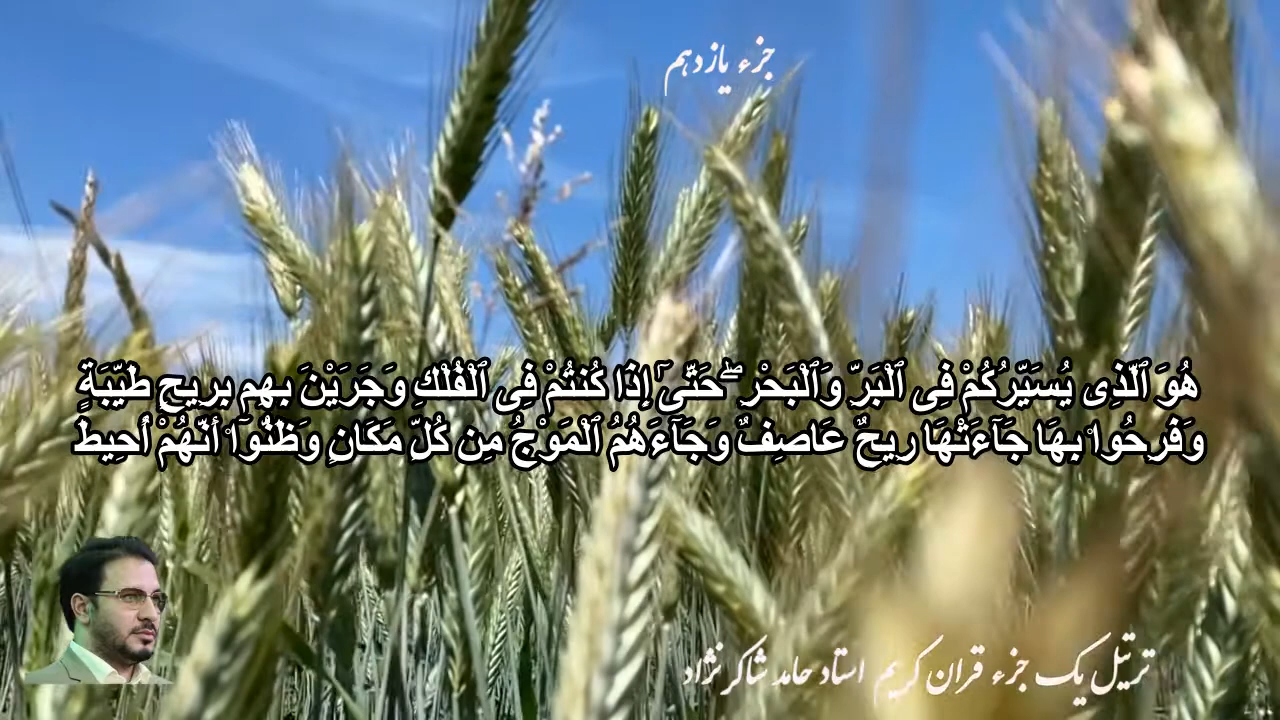 جزء یازدهم
هُوَ ٱلَّذِى يُسَيِّرُكُمْ فِى ٱلْبَرِّ وَٱلْبَحْرِ ۖ حَتَّىٰٓ إِذَا كُنتُمْ فِى ٱلْفُلْكِ وَجَرَيْنَ بِهِم بِرِيحٍ طَيِّبَةٍ
وَفَرِحُوا۟ بِهَا جَآءَتْهَا رِيحٌ عَاصِفٌ وَجَآءَهُمُ ٱلْمَوْجُ مِن كُلِّ مَكَانٍ وَظَنُّوٓا۟ أَنَّهُمْ أُحِيطَ
ترتیل یک جزء قران کریم استاد حامد شاکرنژاد